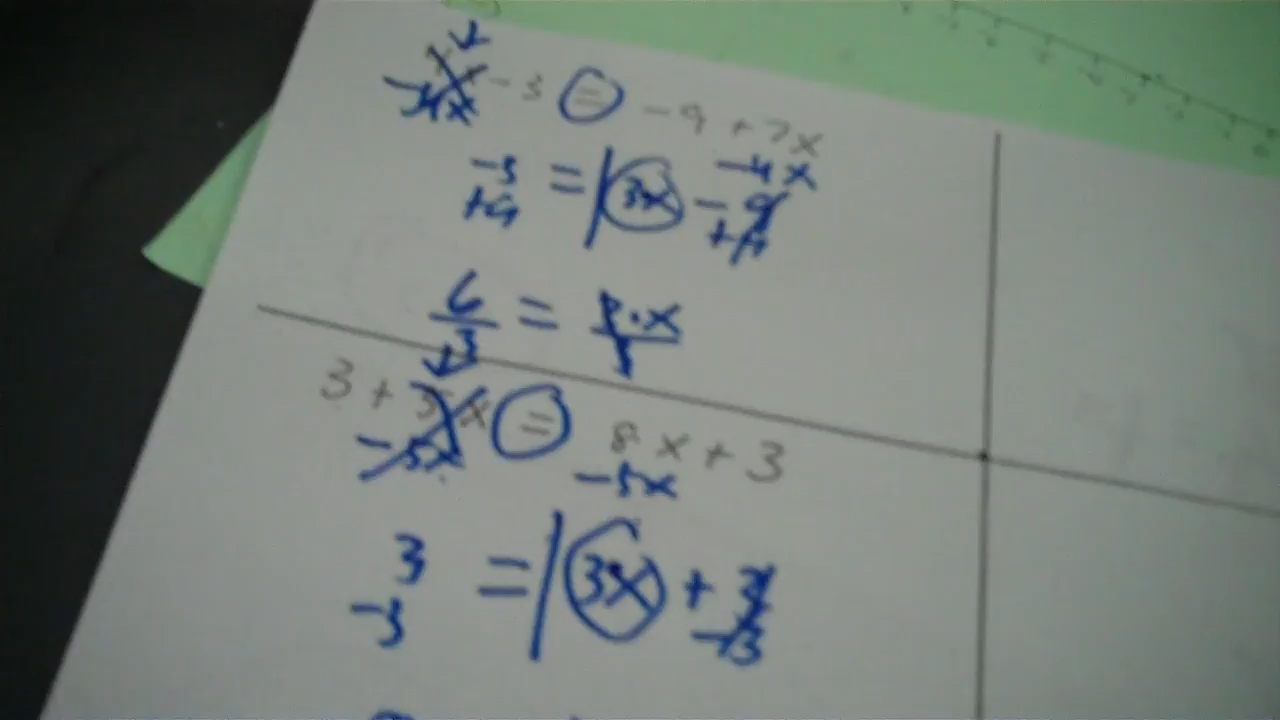 - 3 = - 9 + 7x
-4x -4x
-3 = 3x - 9
+9 +9
6/3 = 3·x/3
3 + 5x = 8x + 3
-5x -5x
3 = 3x + 3
-3 -3